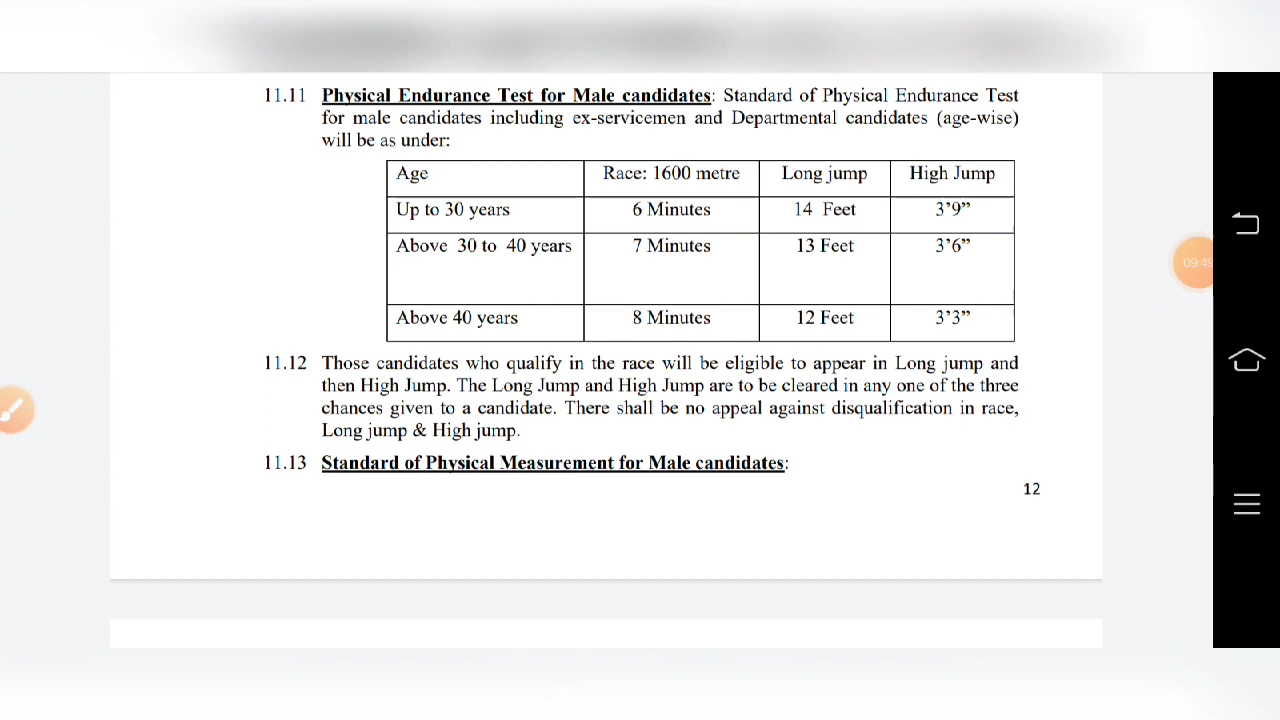 11.11 Physical Endurance Test for Male candidates: Standard of Physical Endurance Test
for male candidates including ex-servicemen and Departmental candidates (age-wise)
will be as under:
Age Race: 1600 metre Long jump High Jump
Up to 30 years 6 Minutes 14 Feet 3’9”
Above 30 to 40 years 7 Minutes 13 Feet 3’6”
Above 40 years 8 Minutes 12 Feet 3’3”
11.12 Those candidates who qualify in the race will be eligible to appear in Long jump and
then High Jump. The Long Jump and High Jump are to be cleared in any one of the three
chances given to a candidate. There shall be no appeal against disqualification in race,
Long jump & High jump.
11.13 Standard of Physical Measurement for Male candidates:
12
09:49